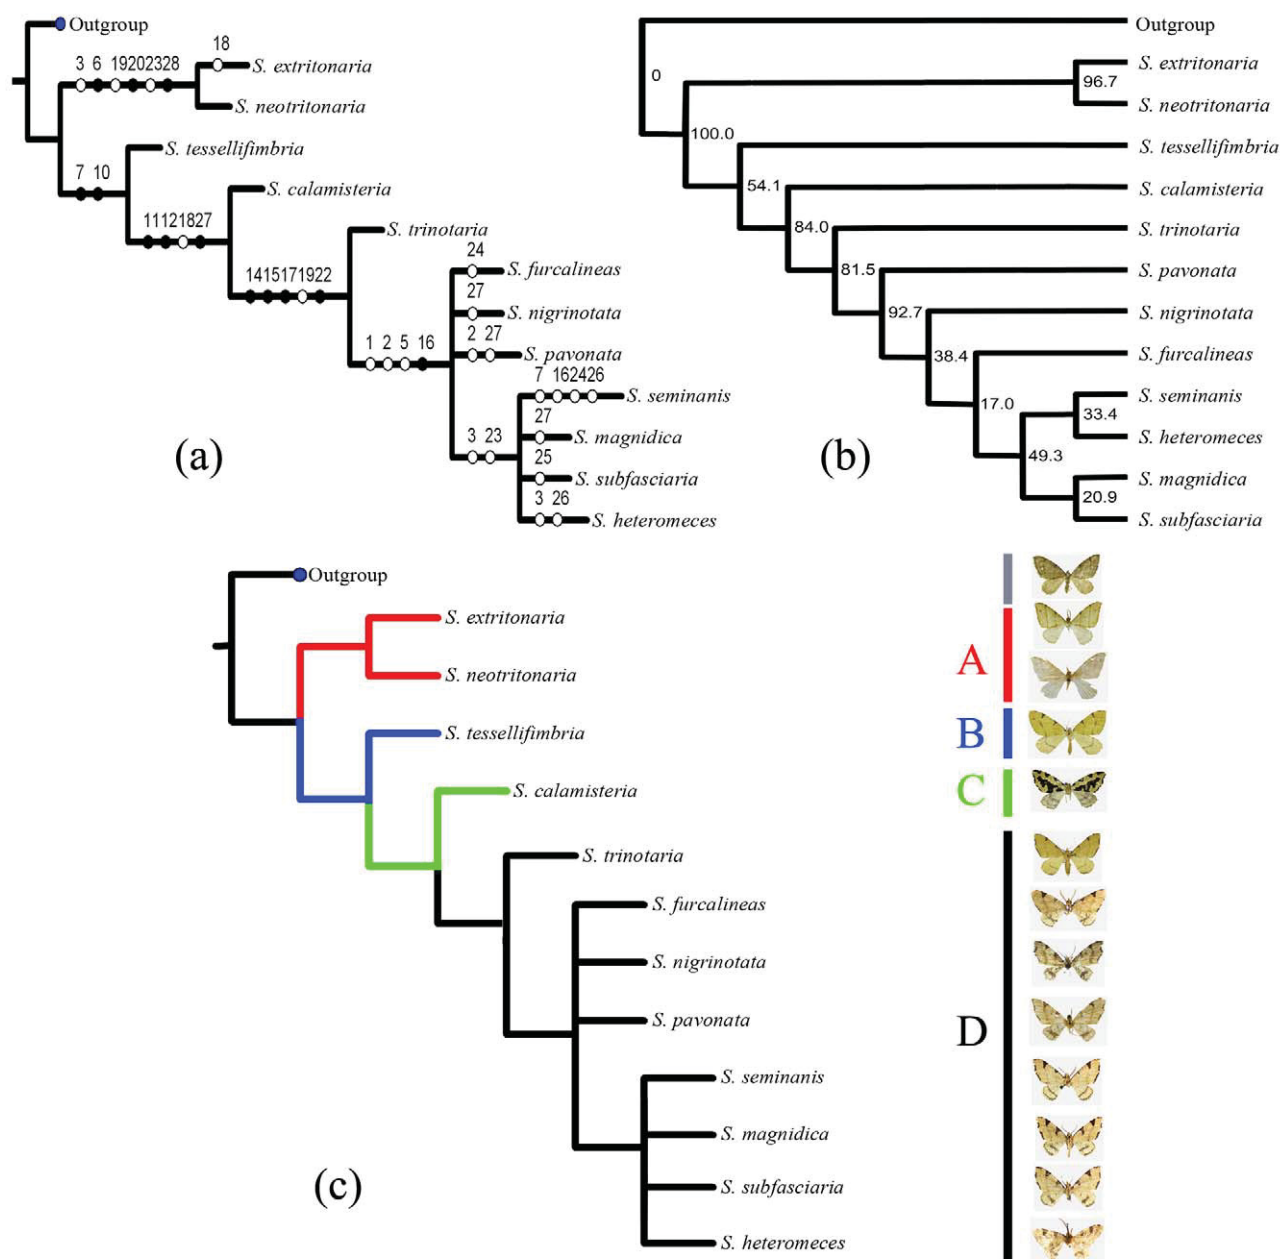 Outgroup
18
3 6 19202328
S. extritonaria
S. neotritonaria
S. tessellifimbria
7 10
S. calamisteria
11121827
S. trinotaria
24
S. furcalineas
1415171922
27
S. nigrinotata
1 2 5 16
2 27
S. pavonata
7 162426
S. seminanis
27
3 23
S. magnidica
25
S. subfasciaria
3 26
S. heteromeces
(a)
Outgroup
0
S. extritonaria
96.7
S. neotritonaria
100.0
S. tessellifimbria
54.1
S. calamisteria
84.0
S. trinotaria
81.5
S. pavonata
92.7
S. nigrinotata
38.4
S. furcalineas
17.0
S. seminanis
33.4
S. heteromeces
49.3
S. magnidica
20.9
S. subfasciaria
(b)
Outgroup
S. extritonaria
S. neotritonaria
S. tessellifimbria
S. calamisteria
S. trinotaria
S. furcalineas
S. nigrinotata
S. pavonata
S. seminanis
S. magnidica
S. subfasciaria
S. heteromeces
(c)
A
B
C
D